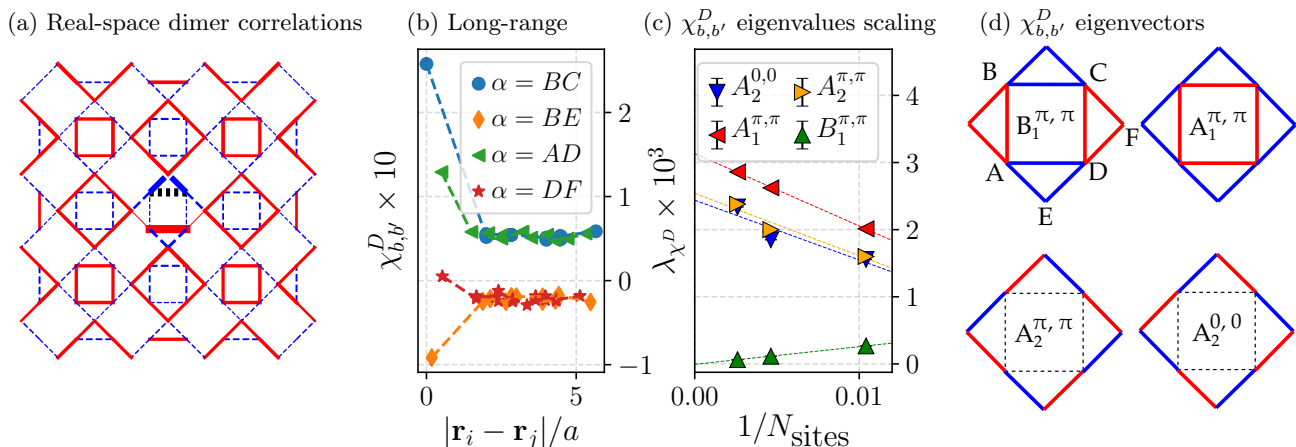 (a) Real-space dimer correlations
(b) Long-range
α = BC
α = BE
α = AD
α = DF
2
1
0
−1
χ^D_{b,b′} × 10
0
5
|r_i − r_j|/a
(c) χ^D_{b,b′} eigenvalues scaling
A_2^{0,0}
A_2^{π,π}
A_1^{π,π}
B_1^{π,π}
4
3
2
1
0
λ_{χ^D} × 10^3
0.00
0.01
1/N_sites
(d) χ^D_{b,b′} eigenvectors
B
C
B_1^{π, π}
F
A
D
E
A_1^{π, π}
A_2^{π, π}
A_2^{0, 0}